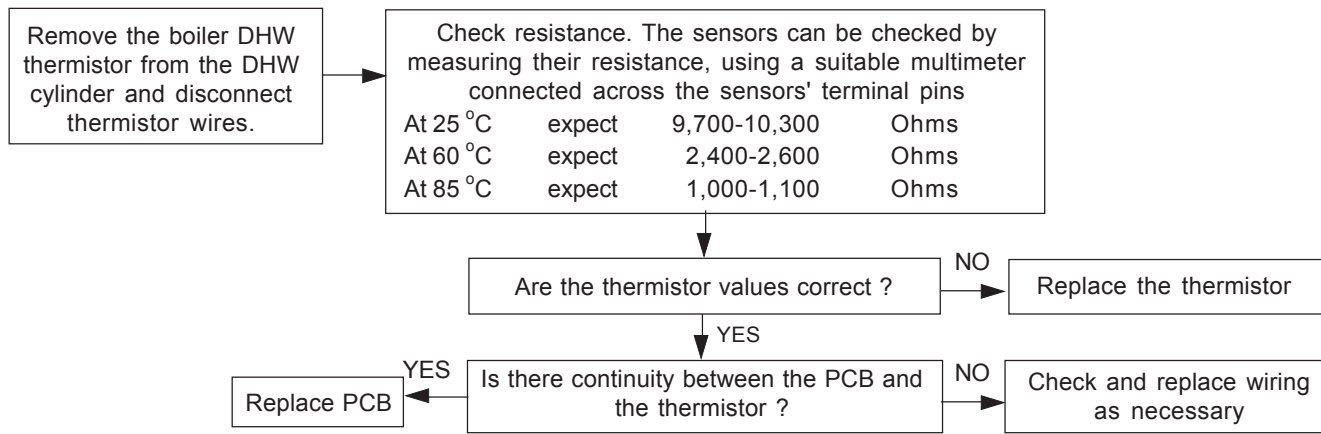 Remove the boiler DHW
thermistor from the DHW
cylinder and disconnect
thermistor wires.
Check resistance. The sensors can be checked by
measuring their resistance, using a suitable multimeter
connected across the sensors' terminal pins
At 25 °C expect 9,700-10,300 Ohms
At 60 °C expect 2,400-2,600 Ohms
At 85 °C expect 1,000-1,100 Ohms
Are the thermistor values correct ?
NO
Replace the thermistor
YES
Is there continuity between the PCB and
the thermistor ?
YES
Replace PCB
NO
Check and replace wiring
as necessary